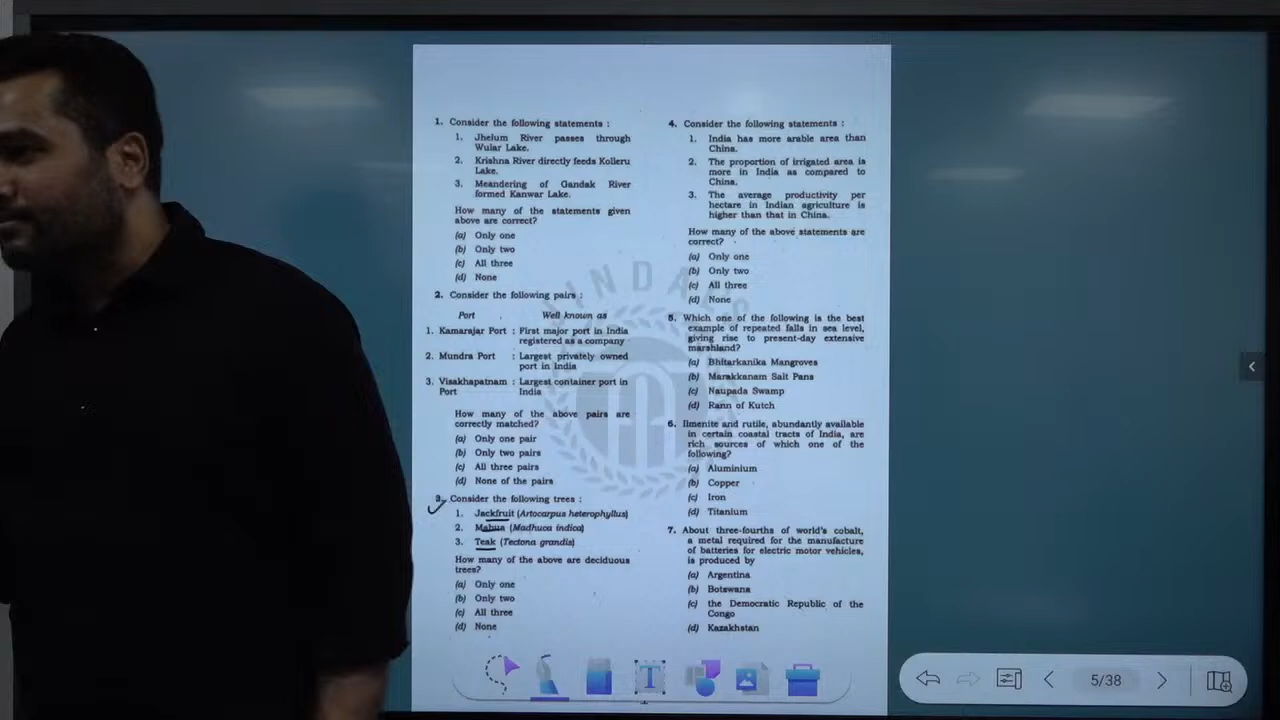 1. Consider the following statements :
1. Jhelum River passes through
Wular Lake.
2. Krishna River directly feeds Kolleru
Lake.
3. Meandering of Gandak River
formed Kanwar Lake.
How many of the statements given
above are correct?
(a) Only one
(b) Only two
(c) All three
(d) None
2. Consider the following pairs :
Port Well known as
1. Kamarajar Port : First major port in India
registered as a company
2. Mundra Port : Largest privately owned
port in India
3. Visakhapatnam : Largest container port in
Port India
How many of the above pairs are
correctly matched?
(a) Only one pair
(b) Only two pairs
(c) All three pairs
(d) None of the pairs
3. Consider the following trees :
1. Jackfruit (Artocarpus heterophyllus)
2. Mahua (Madhuca indica)
3. Teak (Tectona grandis)
How many of the above are deciduous
trees?
(a) Only one
(b) Only two
(c) All three
(d) None
4. Consider the following statements :
1. India has more arable area than
China.
2. The proportion of irrigated area is
more in India as compared to
China.
3. The average productivity per
hectare in Indian agriculture is
higher than that in China.
How many of the above statements are
correct?
(a) Only one
(b) Only two
(c) All three
(d) None
5. Which one of the following is the best
example of repeated falls in sea level,
giving rise to present-day extensive
marshland?
(a) Bhitarkanika Mangroves
(b) Marakkanam Salt Pans
(c) Naupada Swamp
(d) Rann of Kutch
6. Ilmenite and rutile, abundantly available
in certain coastal tracts of India, are
rich sources of which one of the
following?
(a) Aluminium
(b) Copper
(c) Iron
(d) Titanium
7. About three-fourths of world's cobalt,
a metal required for the manufacture
of batteries for electric motor vehicles,
is produced by
(a) Argentina
(b) Botswana
(c) the Democratic Republic of the
Congo
(d) Kazakhstan
T
5/38